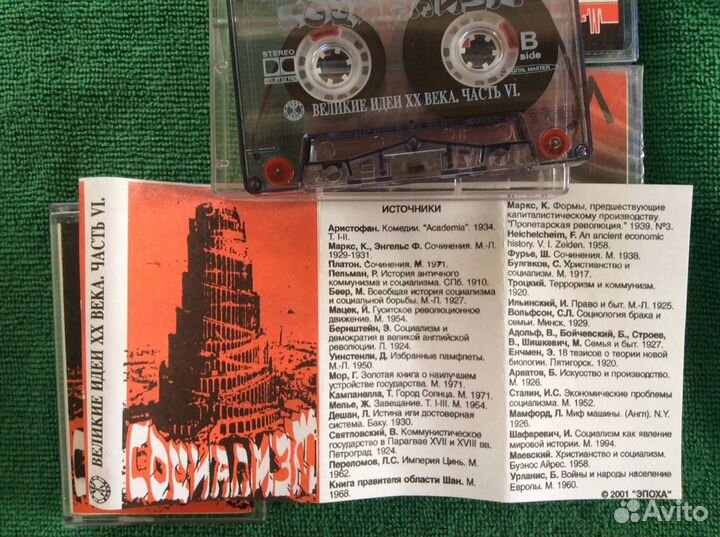 СОЦИАЛИЗМ
STEREO
B
side
DIGITAL MASTER
ВЕЛИКИЕ ИДЕИ XX ВЕКА. ЧАСТЬ VI.
ВЕЛИКИЕ ИДЕИ XX ВЕКА. ЧАСТЬ VI.
СОЦИАЛИЗМ
ИСТОЧНИКИ
Аристофан. Комедии. "Academia". 1934.
Т. I-II.
Маркс, К., Энгельс Ф. Сочинения. М.-Л.
1929-1931.
Платон. Сочинения. М. 1971.
Пельман, Р. История античного
коммунизма и социализма. СПб. 1910.
Беер, М. Всеобщая история социализма
и социальной борьбы. М.-Л. 1927.
Мацек, Й. Гуситское революционное
движение. М. 1954.
Бернштейн, Э. Социализм и
демократия в великой английской
революции. Л. 1924.
Уинстенли, Д. Избранные памфлеты.
М.-Л. 1950.
Мор, Г. Золотая книга о наилучшем
устройстве государства. М. 1971.
Кампанелла, Т. Город Солнца. М. 1971.
Мелье, Ж. Завещание. Т. I-III. М. 1954.
Дешан, Л. Истина или достоверная
система. Баку. 1930.
Святловский, В. Коммунистическое
государство в Парагвае XVII и XVIII вв.
Петроград. 1924.
Переломов, Л.С. Империя Цинь. М.
1962.
Книга правителя области Шан. М.
1968.
Маркс, К. Формы, предшествующие
капиталистическому производству.
"Пролетарская революция." 1939. №3.
Heichelcheim, F. An ancient economic
history. V. I. Zeiden. 1958.
Фурье, Ш. Сочинения. М. 1938.
Булгаков, С. Христианство и
социализм. М. 1917.
Троцкий. Терроризм и коммунизм.
1920.
Ильинский, И. Право и быт. М.-Л. 1925.
Вольфсон, С.Л. Социология брака и
семьи. Минск. 1929.
Адольф, В., Бойчевский, Б., Строев,
В., Шишкевич, М. Семья и быт. 1927.
Енчмен, Э. 18 тезисов о теории новой
биологии. Пятигорск. 1920.
Арватов, Б. Искусство и производство.
М. 1926.
Сталин, И.С. Экономические проблемы
социализма. М. 1952.
Мамфорд, Л. Миф машины. (Англ). N.Y.
1926.
Шафаревич, И. Социализм как явление
мировой истории. М. 1994.
Маевский. Христианство и социализм.
Буэнос Айрес. 1958.
Урланис, Б. Войны и народы население
Европы. М. 1960.
© 2001 "ЭПОХА"
Avito